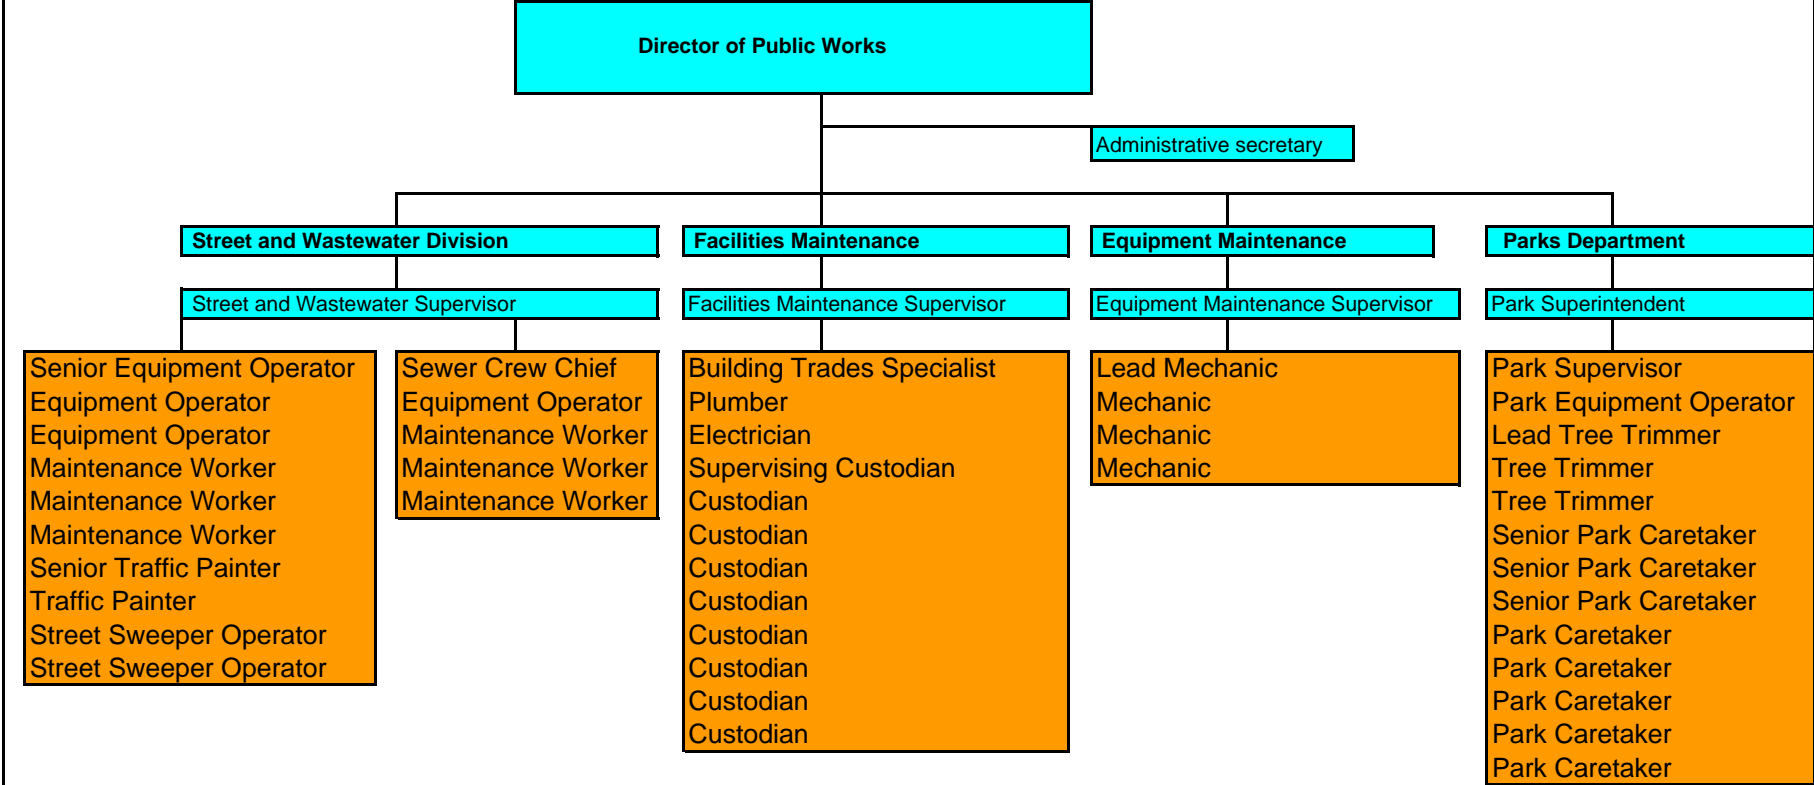 Director of Public Works
Administrative secretary
Street and Wastewater Division
Facilities Maintenance
Equipment Maintenance
Parks Department
Street and Wastewater Supervisor
Facilities Maintenance Supervisor
Equipment Maintenance Supervisor
Park Superintendent
Senior Equipment Operator
Equipment Operator
Equipment Operator
Maintenance Worker
Maintenance Worker
Maintenance Worker
Senior Traffic Painter
Traffic Painter
Street Sweeper Operator
Street Sweeper Operator
Sewer Crew Chief
Equipment Operator
Maintenance Worker
Maintenance Worker
Maintenance Worker
Building Trades Specialist
Plumber
Electrician
Supervising Custodian
Custodian
Custodian
Custodian
Custodian
Custodian
Custodian
Custodian
Custodian
Lead Mechanic
Mechanic
Mechanic
Mechanic
Park Supervisor
Park Equipment Operator
Lead Tree Trimmer
Tree Trimmer
Tree Trimmer
Senior Park Caretaker
Senior Park Caretaker
Senior Park Caretaker
Park Caretaker
Park Caretaker
Park Caretaker
Park Caretaker
Park Caretaker